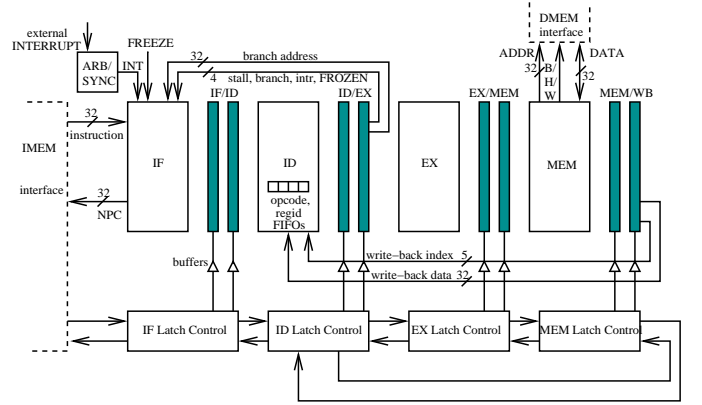 external
INTERRUPT
FREEZE
ARB/
SYNC
INT
32
branch address
4
stall, branch, intr, FROZEN
DMEM
interface
ADDR
DATA
32
B/
H/
W
32
IF/ID
ID/EX
EX/MEM
MEM/WB
32
instruction
IMEM
interface
32
NPC
IF
ID
opcode,
regid
FIFOs
EX
MEM
buffers
write-back index 5
write-back data 32
IF Latch Control
ID Latch Control
EX Latch Control
MEM Latch Control